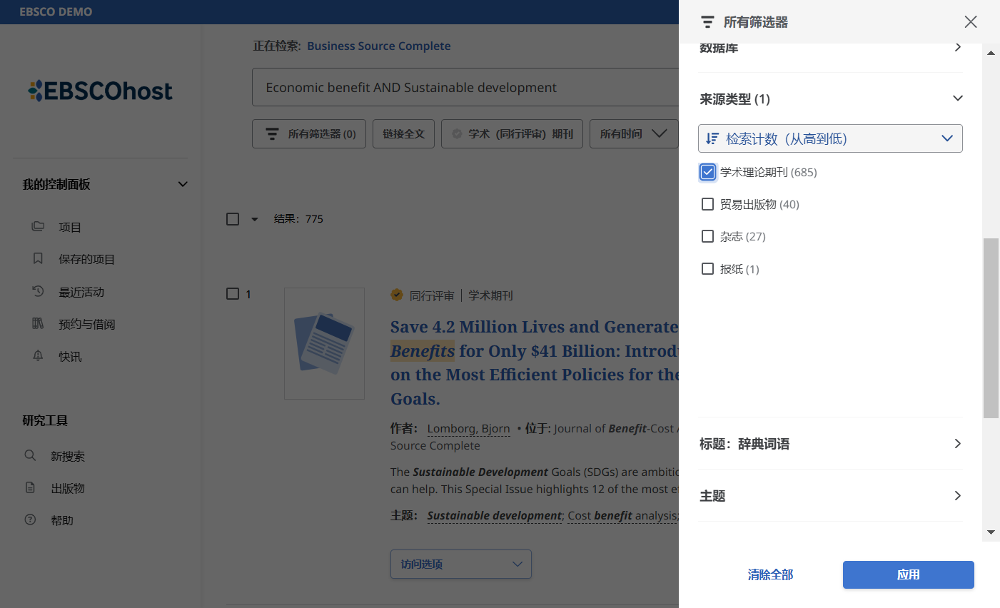 EBSCO DEMO
EBSCOhost
我的控制面板
项目
保存的项目
最近活动
预约与借阅
快讯
研究工具
新搜索
出版物
帮助
正在检索: Business Source Complete
Economic benefit AND Sustainable development
所有筛选器 (0)
链接全文
学术（同行评审）期刊
所有时间
结果：775
1
同行评审 | 学术期刊
Save 4.2 Million Lives and Generate
Benefits for Only $41 Billion: Introdu
on the Most Efficient Policies for the
Goals.
作者： Lomborg, Bjorn • 位于: Journal of Benefit-Cost A
Source Complete
The Sustainable Development Goals (SDGs) are ambitio
can help. This Special Issue highlights 12 of the most ef
主题： Sustainable development; Cost benefit analysis;
访问选项
所有筛选器
数据库
来源类型 (1)
检索计数（从高到低）
学术理论期刊 (685)
贸易出版物 (40)
杂志 (27)
报纸 (1)
标题：辞典词语
主题
清除全部
应用